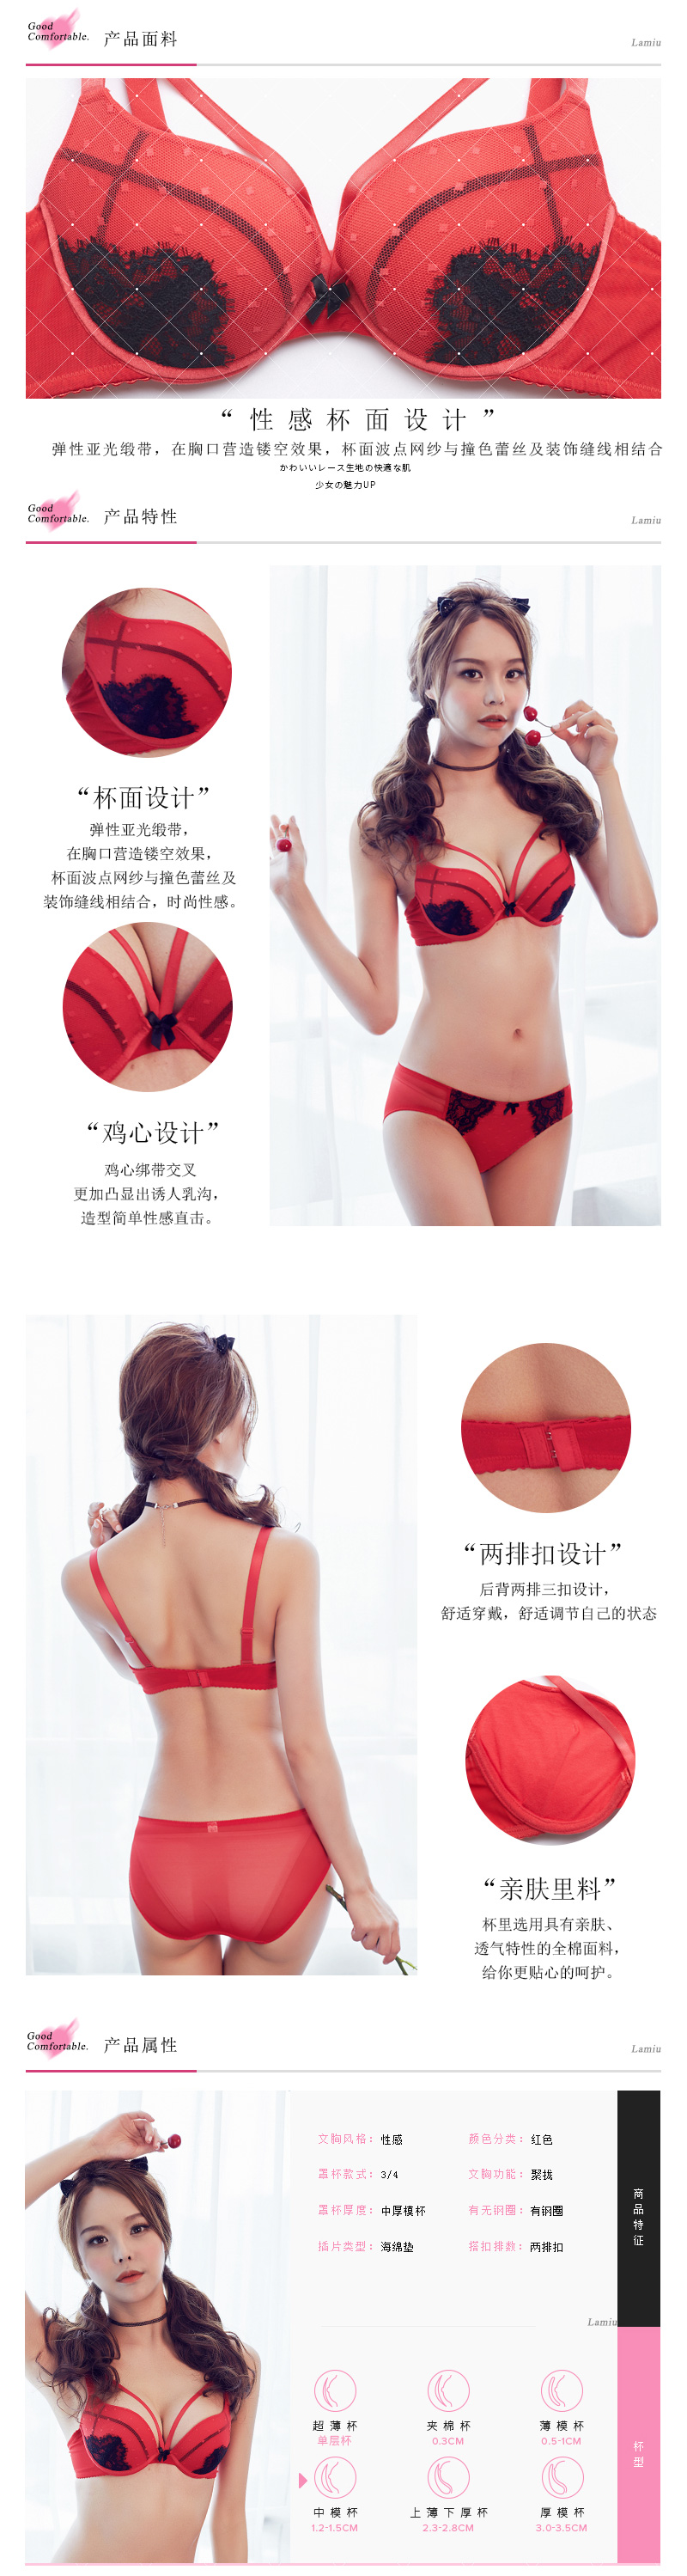 Good
Comfortable.
产品面料
Lamiu
“性感杯面设计”
弹性亚光缎带，在胸口营造镂空效果，杯面波点网纱与撞色蕾丝及装饰缝线相结合
かわいいレース生地の快適な肌
少女の魅力UP
Good
Comfortable.
产品特性
Lamiu
“杯面设计”
弹性亚光缎带，
在胸口营造镂空效果，
杯面波点网纱与撞色蕾丝及
装饰缝线相结合，时尚性感。
“鸡心设计”
鸡心绑带交叉
更加凸显出诱人乳沟，
造型简单性感直击。
“两排扣设计”
后背两排三扣设计，
舒适穿戴，舒适调节自己的状态
“亲肤里料”
杯里选用具有亲肤、
透气特性的全棉面料，
给你更贴心的呵护。
Good
Comfortable.
产品属性
Lamiu
文胸风格：性感
颜色分类：红色
罩杯款式：3/4
文胸功能：聚拢
罩杯厚度：中厚模杯
有无钢圈：有钢圈
插片类型：海绵垫
搭扣排数：两排扣
商品特征
Lamiu
超薄杯
单层杯
夹棉杯
0.3CM
薄模杯
0.5-1CM
中模杯
1.2-1.5CM
上薄下厚杯
2.3-2.8CM
厚模杯
3.0-3.5CM
杯型